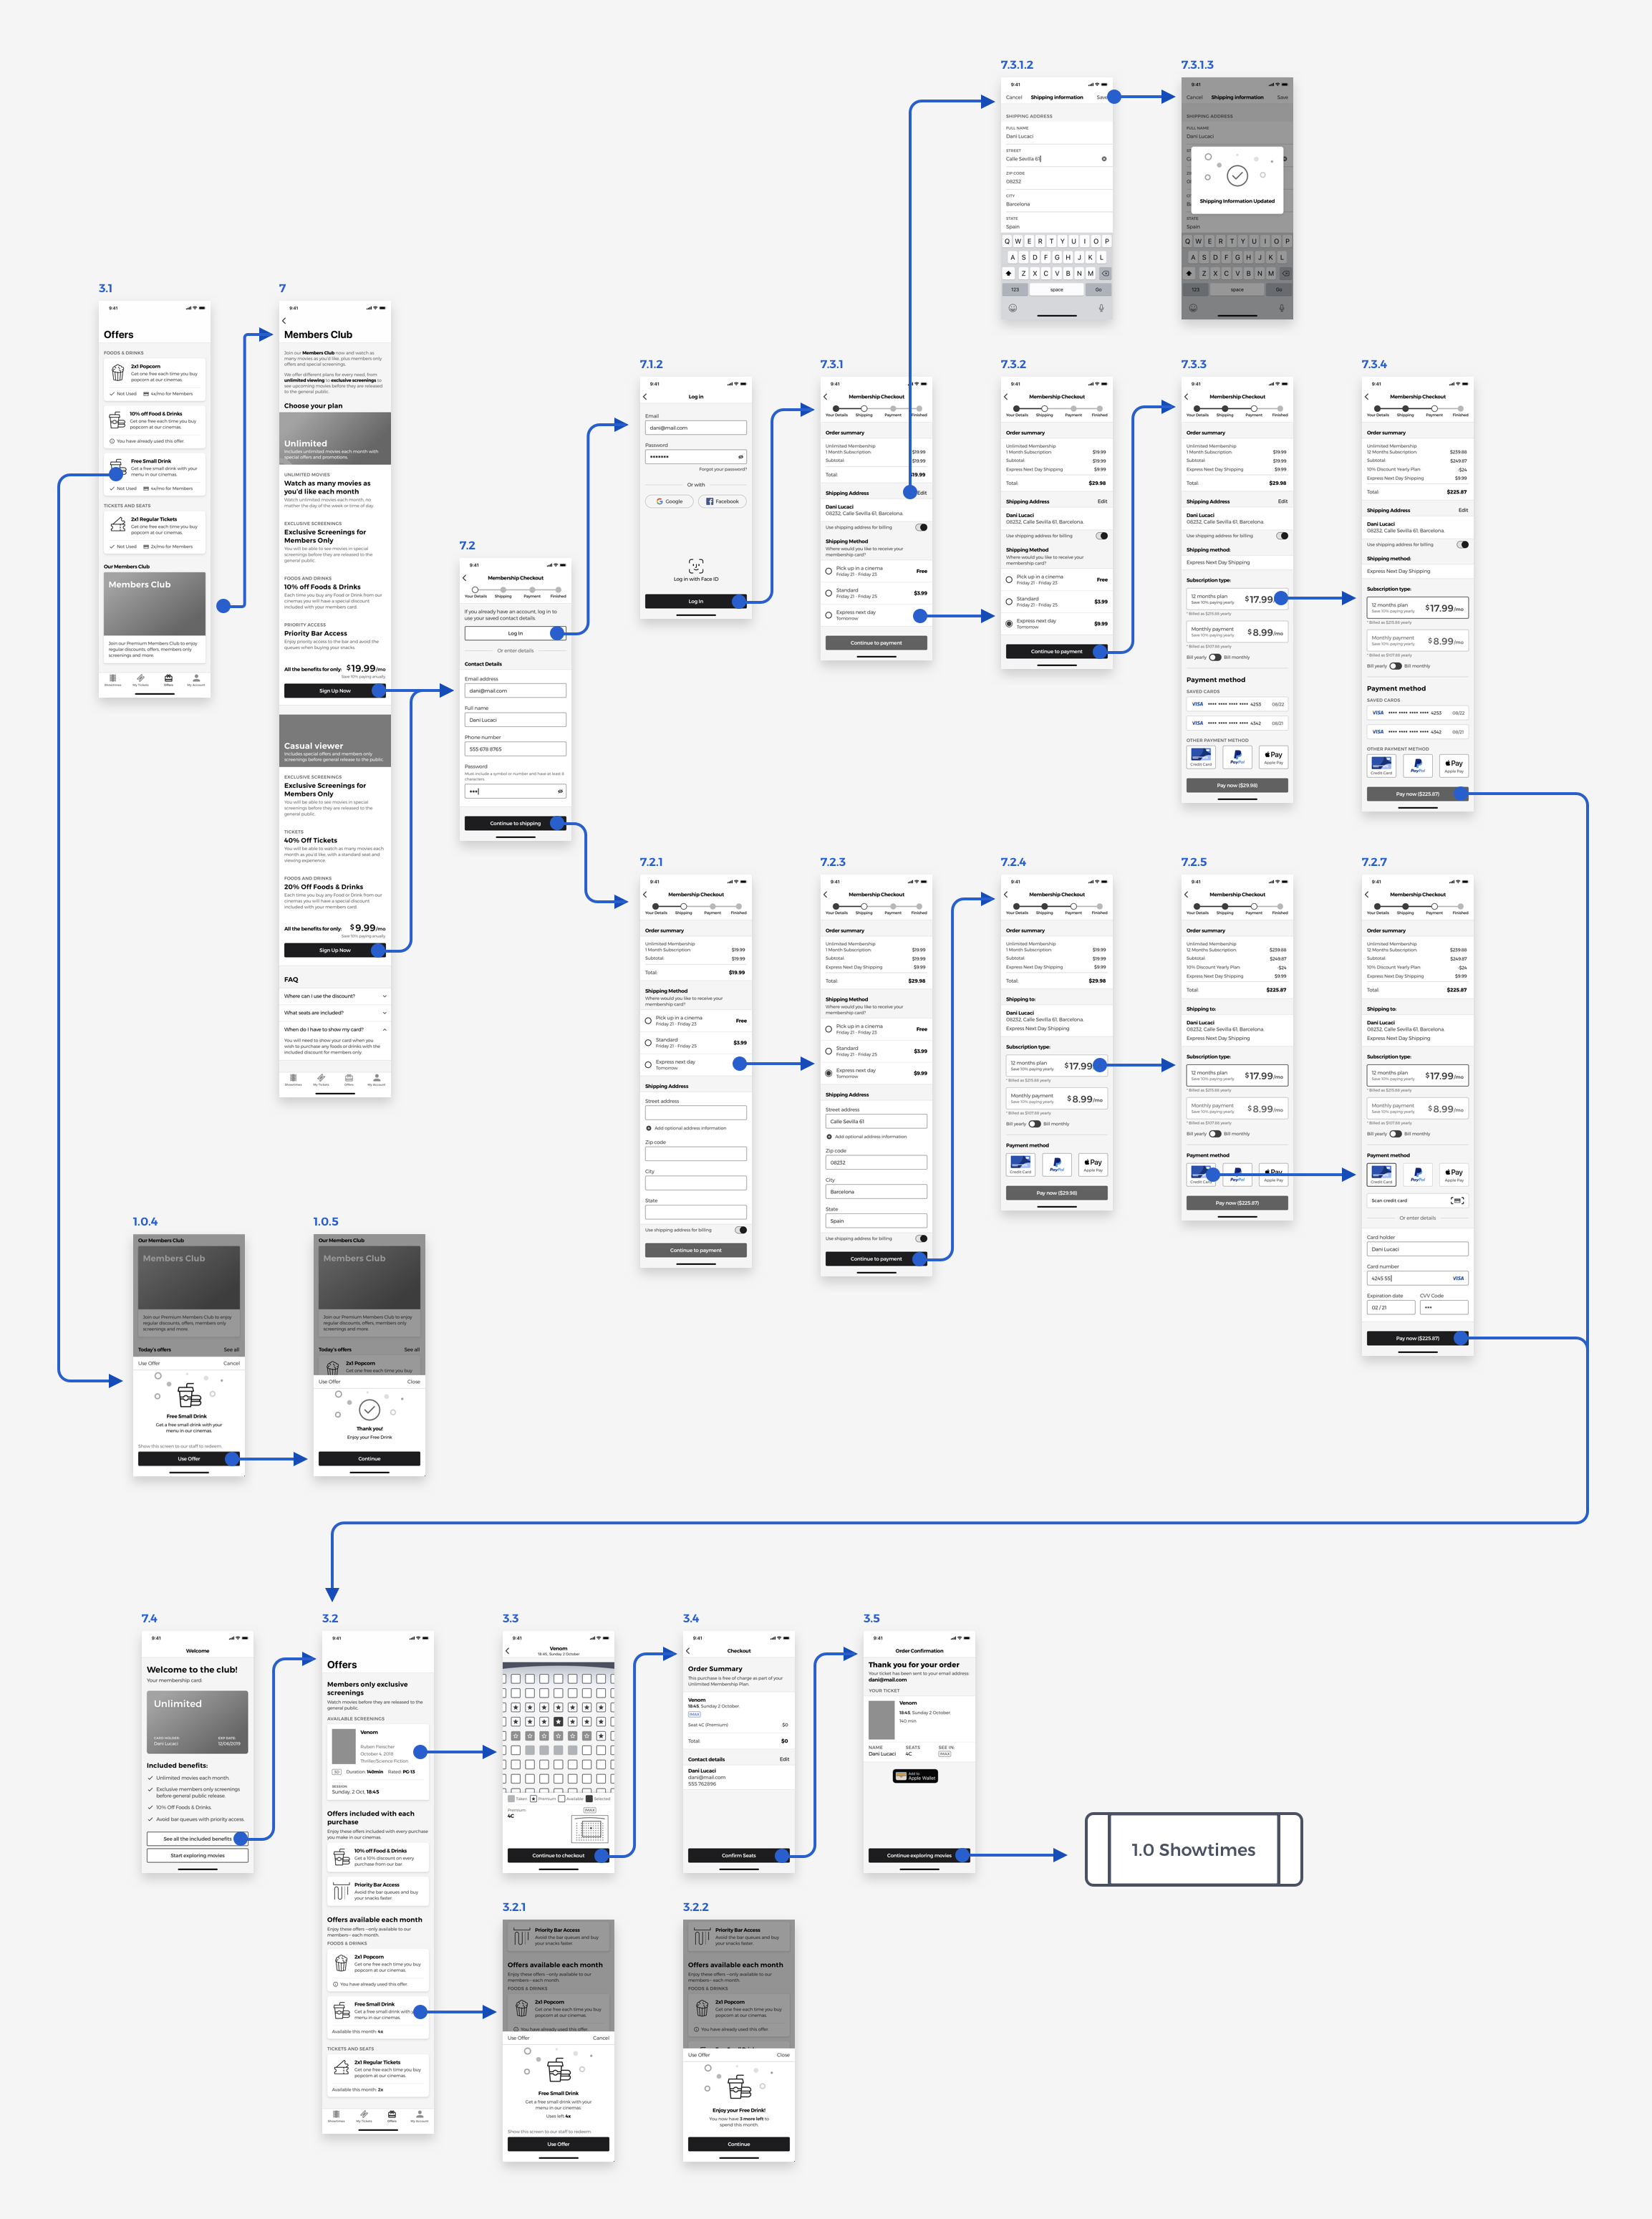 7.3.1.2
9:41
Cancel Shipping information Save
SHIPPING ADDRESS
FULL NAME
Dani Lucaci
STREET
Calle Sevilla 61
ZIP CODE
08232
CITY
Barcelona
STATE
Spain
Q W E R T Y U I O P
A S D F G H J K L
Z X C V B N M
123 space Go
7.3.1.3
9:41
Cancel Shipping information Save
SHIPPING ADDRESS
FULL NAME
Dani Lucaci
Shipping Information Updated
STATE
Spain
Q W E R T Y U I O P
A S D F G H J K L
Z X C V B N M
123 space Go
3.1
9:41
Offers
FOODS & DRINKS
2x1 Popcorn
Get one free each time you buy
popcorn at our cinemas.
Not Used 4x/mo for Members
10% off Food & Drinks
Get one free each time you buy
popcorn at our cinemas.
You have already used this offer.
Free Small Drink
Get a free small drink with your
menu in our cinemas.
Not Used 4x/mo for Members
TICKETS AND SEATS
2x1 Regular Tickets
Get one free each time you buy
popcorn at our cinemas.
Not Used 2x/mo for Members
Our Members Club
Members Club
Join our Premium Members Club to enjoy
regular discounts, offers, members only
screenings and more.
Showtimes My Tickets Offers My Account
7
9:41
Members Club
Join our Members Club now and watch as
many movies as you'd like, plus members only
offers and special screenings.
We offer different plans for every need, from
unlimited viewing to exclusive screenings to
see upcoming movies before they are released
to the general public.
Choose your plan
Unlimited
Includes unlimited movies each month with
special offers and promotions.
UNLIMITED MOVIES
Watch as many movies as
you'd like each month
Watch unlimited movies each month, no
matter the day of the week or time of day.
EXCLUSIVE SCREENINGS
Exclusive Screenings for
Members Only
You will be able to see movies in special
screenings before they are released to the
general public.
FOODS AND DRINKS
10% off Foods & Drinks
Each time you buy any Food or Drink from our
cinemas you will have a special discount
included with your members card.
PRIORITY ACCESS
Priority Bar Access
Enjoy priority access to the bar and avoid the
queues when buying your snacks.
All the benefits for only: $19.99/mo
Save 10% paying anually.
Sign Up Now
Casual viewer
Includes special offers and members only
screenings before general release to the public.
EXCLUSIVE SCREENINGS
Exclusive Screenings for
Members Only
You will be able to see movies in special
screenings before they are released to the
general public.
TICKETS
40% Off Tickets
You will be able to watch as many movies each
month as you'd like, with a standard seat and
viewing experience.
FOODS AND DRINKS
20% Off Foods & Drinks
Each time you buy any Food or Drink from our
cinemas you will have a special discount
included with your members card.
All the benefits for only: $9.99/mo
Save 10% paying anually.
Sign Up Now
FAQ
Where can I use the discount?
What seats are included?
When do I have to show my card?
You will need to show your card when you
wish to purchase any foods or drinks with the
included discount for members only.
Showtimes My Tickets Offers My Account
7.2
9:41
Membership Checkout
Your Details Shipping Payment Finished
If you already have an account, log in to
use your saved contact details.
Log In
Or enter details
Contact Details
Email address
dani@mail.com
Full name
Dani Lucaci
Phone number
555 678 8765
Password
Must include a symbol or number and have at least 8
characters
Continue to shipping
7.1.2
9:41
Log in
Email
dani@mail.com
Password
Forgot your password?
Or with
Google Facebook
Log in with Face ID
Log In
7.3.1
9:41
Membership Checkout
Your Details Shipping Payment Finished
Order summary
Unlimited Membership
1 Month Subscription: $19.99
Subtotal $19.99
Total: 19.99
Shipping Address Edit
Dani Lucaci
08232, Calle Sevilla 61, Barcelona.
Use shipping address for billing
Shipping Method
Where would you like to receive your
membership card?
Pick up in a cinema Free
Friday 21 - Friday 23
Standard $3.99
Friday 21 - Friday 23
Express next day
Tomorrow
Continue to payment
7.3.2
9:41
Membership Checkout
Your Details Shipping Payment Finished
Order summary
Unlimited Membership
1 Month Subscription: $19.99
Subtotal $19.99
Express Next Day Shipping $9.99
Total: $29.98
Shipping Address Edit
Dani Lucaci
08232, Calle Sevilla 61, Barcelona.
Use shipping address for billing
Shipping Method
Where would you like to receive your
membership card?
Pick up in a cinema Free
Friday 21 - Friday 23
Standard $3.99
Friday 21 - Friday 23
Express next day $9.99
Tomorrow
Continue to payment
7.3.3
9:41
Membership Checkout
Your Details Shipping Payment Finished
Order summary
Unlimited Membership
1 Month Subscription: $19.99
Subtotal $19.99
Express Next Day Shipping $9.99
Total: $29.98
Shipping Address Edit
Dani Lucaci
08232, Calle Sevilla 61, Barcelona.
Use shipping address for billing
Shipping method:
Express Next Day Shipping
Subscription type:
12 months plan $17.99
Save 10% paying yearly.
* Billed as $215.88 yearly
Monthly payment $8.99/mo
Save 10% paying yearly.
* Billed as $107.88 yearly
Bill yearly Bill monthly
Payment method
SAVED CARDS
VISA •••• •••• •••• •••• 4253 08/22
VISA •••• •••• •••• •••• 4342 08/21
OTHER PAYMENT METHOD
Credit Card PayPal Pay Apple Pay
Pay now ($29.98)
7.3.4
9:41
Membership Checkout
Your Details Shipping Payment Finished
Order summary
Unlimited Membership
12 Months Subscription: $239.88
Subtotal $249.87
10% Discount Yearly Plan -$24
Express Next Day Shipping $9.99
Total: $225.87
Shipping Address Edit
Dani Lucaci
08232, Calle Sevilla 61, Barcelona.
Use shipping address for billing
Shipping method:
Express Next Day Shipping
Subscription type:
12 months plan $17.99/mo
Save 10% paying yearly.
* Billed as $215.88 yearly
Monthly payment $8.99/mo
Save 10% paying yearly.
* Billed as $107.88 yearly
Bill yearly Bill monthly
Payment method
SAVED CARDS
VISA •••• •••• •••• •••• 4253 08/22
VISA •••• •••• •••• •••• 4342 08/21
OTHER PAYMENT METHOD
Credit Card PayPal Pay Apple Pay
Pay now ($225.87)
7.2.1
9:41
Membership Checkout
Your Details Shipping Payment Finished
Order summary
Unlimited Membership
1 Month Subscription: $19.99
Subtotal $19.99
Total $19.99
Shipping Method
Where would you like to receive your
membership card?
Pick up in a cinema Free
Friday 21 - Friday 23
Standard $3.99
Friday 21 - Friday 23
Express next day
Tomorrow
Shipping Address
Street address
Add optional address information
Zip code
City
State
Use shipping address for billing
Continue to payment
7.2.3
9:41
Membership Checkout
Your Details Shipping Payment Finished
Order summary
Unlimited Membership
1 Month Subscription: $19.99
Subtotal $19.99
Express Next Day Shipping $9.99
Total: $29.98
Shipping Method
Where would you like to receive your
membership card?
Pick up in a cinema Free
Friday 21 - Friday 23
Standard $3.99
Friday 21 - Friday 23
Express next day $9.99
Tomorrow
Shipping Address
Street address
Calle Sevilla 61
Add optional address information
Zip code
08232
City
Barcelona
State
Spain
Use shipping address for billing
Continue to payment
7.2.4
9:41
Membership Checkout
Your Details Shipping Payment Finished
Order summary
Unlimited Membership
1 Month Subscription: $19.99
Subtotal $19.99
Express Next Day Shipping $9.99
Total: $29.98
Shipping to:
Dani Lucaci
08232, Calle Sevilla 61, Barcelona.
Express Next Day Shipping
Subscription type:
12 months plan $17.99
Save 10% paying yearly.
* Billed as $215.88 yearly
Monthly payment $8.99/mo
Save 10% paying yearly.
* Billed as $107.88 yearly
Bill yearly Bill monthly
Payment method
Credit Card PayPal Pay Apple Pay
Pay now ($29.98)
7.2.5
9:41
Membership Checkout
Your Details Shipping Payment Finished
Order summary
Unlimited Membership
12 Months Subscription: $239.88
Subtotal $249.87
10% Discount Yearly Plan -$24
Express Next Day Shipping $9.99
Total: $225.87
Shipping to:
Dani Lucaci
08232, Calle Sevilla 61, Barcelona.
Express Next Day Shipping
Subscription type:
12 months plan $17.99/mo
Save 10% paying yearly.
* Billed as $215.88 yearly
Monthly payment $8.99/mo
Save 10% paying yearly.
* Billed as $107.88 yearly
Bill yearly Bill monthly
Payment method
Credit Card PayPal Pay Apple Pay
Pay now ($225.87)
7.2.7
9:41
Membership Checkout
Your Details Shipping Payment Finished
Order summary
Unlimited Membership
12 Months Subscription: $239.88
Subtotal $249.87
10% Discount Yearly Plan -$24
Express Next Day Shipping $9.99
Total: $225.87
Shipping to:
Dani Lucaci
08232, Calle Sevilla 61, Barcelona.
Express Next Day Shipping
Subscription type:
12 months plan $17.99/mo
Save 10% paying yearly.
* Billed as $215.88 yearly
Monthly payment $8.99/mo
Save 10% paying yearly.
* Billed as $107.88 yearly
Bill yearly Bill monthly
Payment method
Credit Card PayPal Pay Apple Pay
Scan credit card
Or enter details
Card holder
Dani Lucaci
Card number
4245 55 VISA
Expiration date CVV Code
02 / 21 •••
Pay now ($225.87)
1.0.4
Our Members Club
Members Club
Join our Premium Members Club to enjoy
regular discounts, offers, members only
screenings and more.
Today's offers See all
Use Offer Cancel
Free Small Drink
Get a free small drink with your
menu in our cinemas.
Show this screen to our staff to redeem.
Use Offer
1.0.5
Our Members Club
Members Club
Join our Premium Members Club to enjoy
regular discounts, offers, members only
screenings and more.
Today's offers See all
2x1 Popcorn
Get one free each time you buy
Use Offer Close
Thank you!
Enjoy your Free Drink
Continue
7.4
9:41
Welcome
Welcome to the club!
Your membership card:
Unlimited
CARD HOLDER EXP DATE
Dani Lucaci 12/06/2019
Included benefits:
Unlimited movies each month.
Exclusive members only screenings
before general public release.
10% Off Foods & Drinks.
Avoid bar queues with priority access.
See all the included benefits
Start exploring movies
3.2
9:41
Offers
Members only exclusive
screenings
Watch movies before they are released to the
general public.
AVAILABLE SCREENINGS
Venom
Ruben Fleischer
October 4, 2019
Thriller/Science Fiction
3D Duration: 140min Rated: PG-13
SESSION
Sunday, 2 Oct. 18:45
Offers included with each
purchase
Enjoy these offers included with every purchase
you make in our cinemas.
10% off Food & Drinks
Get a 10% discount on every
purchase from our bar.
Priority Bar Access
Avoid the bar queues and buy
your snacks faster.
Offers available each month
Enjoy these offers –only available to our
members– each month.
FOODS & DRINKS
2x1 Popcorn
Get one free each time you buy
popcorn at our cinemas.
You have already used this offer.
Free Small Drink
Get a free small drink with
menu in our cinemas.
Available this month: 4x
TICKETS AND SEATS
2x1 Regular Tickets
Get one free each time you buy
popcorn at our cinemas.
Available this month: 2x
Showtimes My Tickets Offers My Account
3.3
9:41
Venom
18:45, Sunday 2 October
Taken Premium Available Selected
Premium IMAX
4C
Continue to checkout
3.4
9:41
Checkout
Order Summary
This purchase is free of charge as part of your
Unlimited Membership Plan.
Venom
18:45, Sunday 2 October
IMAX
Seat 4C (Premium) $0
Total: $0
Contact details Edit
Dani Lucaci
dani@mail.com
555 762896
Confirm Seats
3.5
9:41
Order Confirmation
Thank you for your order
Your ticket has been sent to your email address
dani@mail.com
YOUR TICKET
Venom
18:45, Sunday 2 October
140 min
NAME SEATS SEE IN:
Dani Lucaci 4C IMAX
Add to
Apple Wallet
Continue exploring movies
1.0 Showtimes
3.2.1
Priority Bar Access
Avoid the bar queues and buy
your snacks faster.
Offers available each month
Enjoy these offers –only available to our
members– each month.
FOODS & DRINKS
2x1 Popcorn
Get one free each time you buy
popcorn at our cinemas.
You have already used this offer.
Use Offer Cancel
Free Small Drink
Get a free small drink with your
menu in our cinemas.
Uses left: 4x
Show this screen to our staff to redeem.
Use Offer
3.2.2
Priority Bar Access
Avoid the bar queues and buy
your snacks faster.
Offers available each month
Enjoy these offers –only available to our
members– each month.
FOODS & DRINKS
2x1 Popcorn
Get one free each time you buy
popcorn at our cinemas.
You have already used this offer.
Use Offer Close
Enjoy your Free Drink!
You now have 3 more left to
spend this month.
Continue